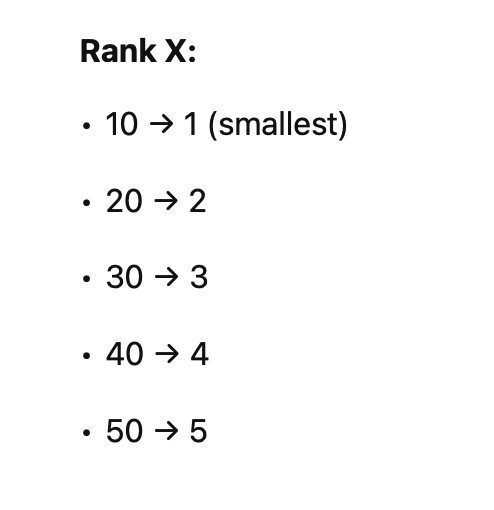 Rank X:
• 10 → 1 (smallest)
• 20 → 2
• 30 → 3
• 40 → 4
• 50 → 5